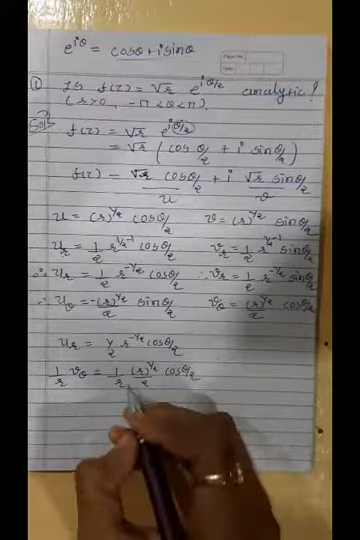 e^{iθ} = cosθ + i sinθ
① Is f(z) = √r e^{iθ/2} analytic?
(r>0, -π<θ<π).
Solⁿ f(z) = √r e^{iθ/2}
= √r (cos θ/2 + i sin θ/2)
f(z) = √r cos θ/2 + i √r sin θ/2
u v
u = (r)^{1/2} cos θ/2 v = (r)^{1/2} sin θ/2
u_r = 1/2 r^{1/2-1} cos θ/2 v_r = 1/2 r^{1/2-1} sin θ/2
∴ u_r = 1/2 r^{-1/2} cos θ/2 ∴ v_r = 1/2 r^{-1/2} sin θ/2
∴ u_θ = -(r)^{1/2}/2 sin θ/2 v_θ = (r)^{1/2}/2 cos θ/2
u_r = 1/2 r^{-1/2} cos θ/2
1/r v_θ = 1/r (r)^{1/2}/2 cos θ/2